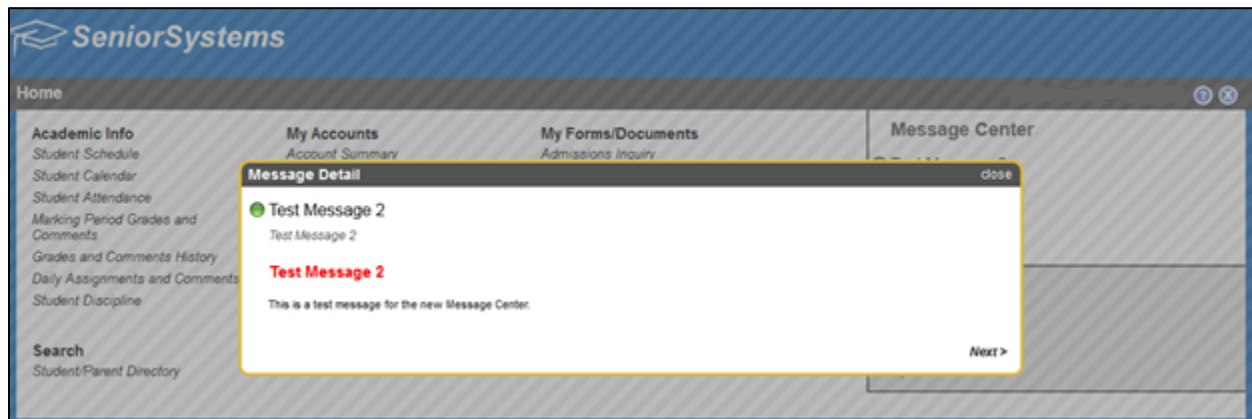 SeniorSystems
Home
Academic Info
Student Schedule
Student Calendar
Student Attendance
Marking Period Grades and
Comments
Grades and Comments History
Daily Assignments and Comments
Student Discipline
Search
Student/Parent Directory
My Accounts
Account Summary
My Forms/Documents
Admissions Inquiry
Message Center
Message Detail
close
Test Message 2
Test Message 2
Test Message 2
This is a test message for the new Message Center.
Next >